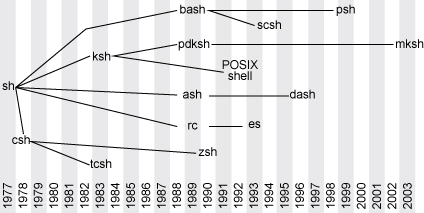 bash
psh
scsh
pdksh
mksh
ksh
POSIX
shell
sh
ash
dash
rc
es
csh
zsh
tcsh
1977
1978
1979
1980
1981
1982
1983
1984
1985
1986
1987
1988
1989
1990
1991
1992
1993
1994
1995
1996
1997
1998
1999
2000
2001
2002
2003